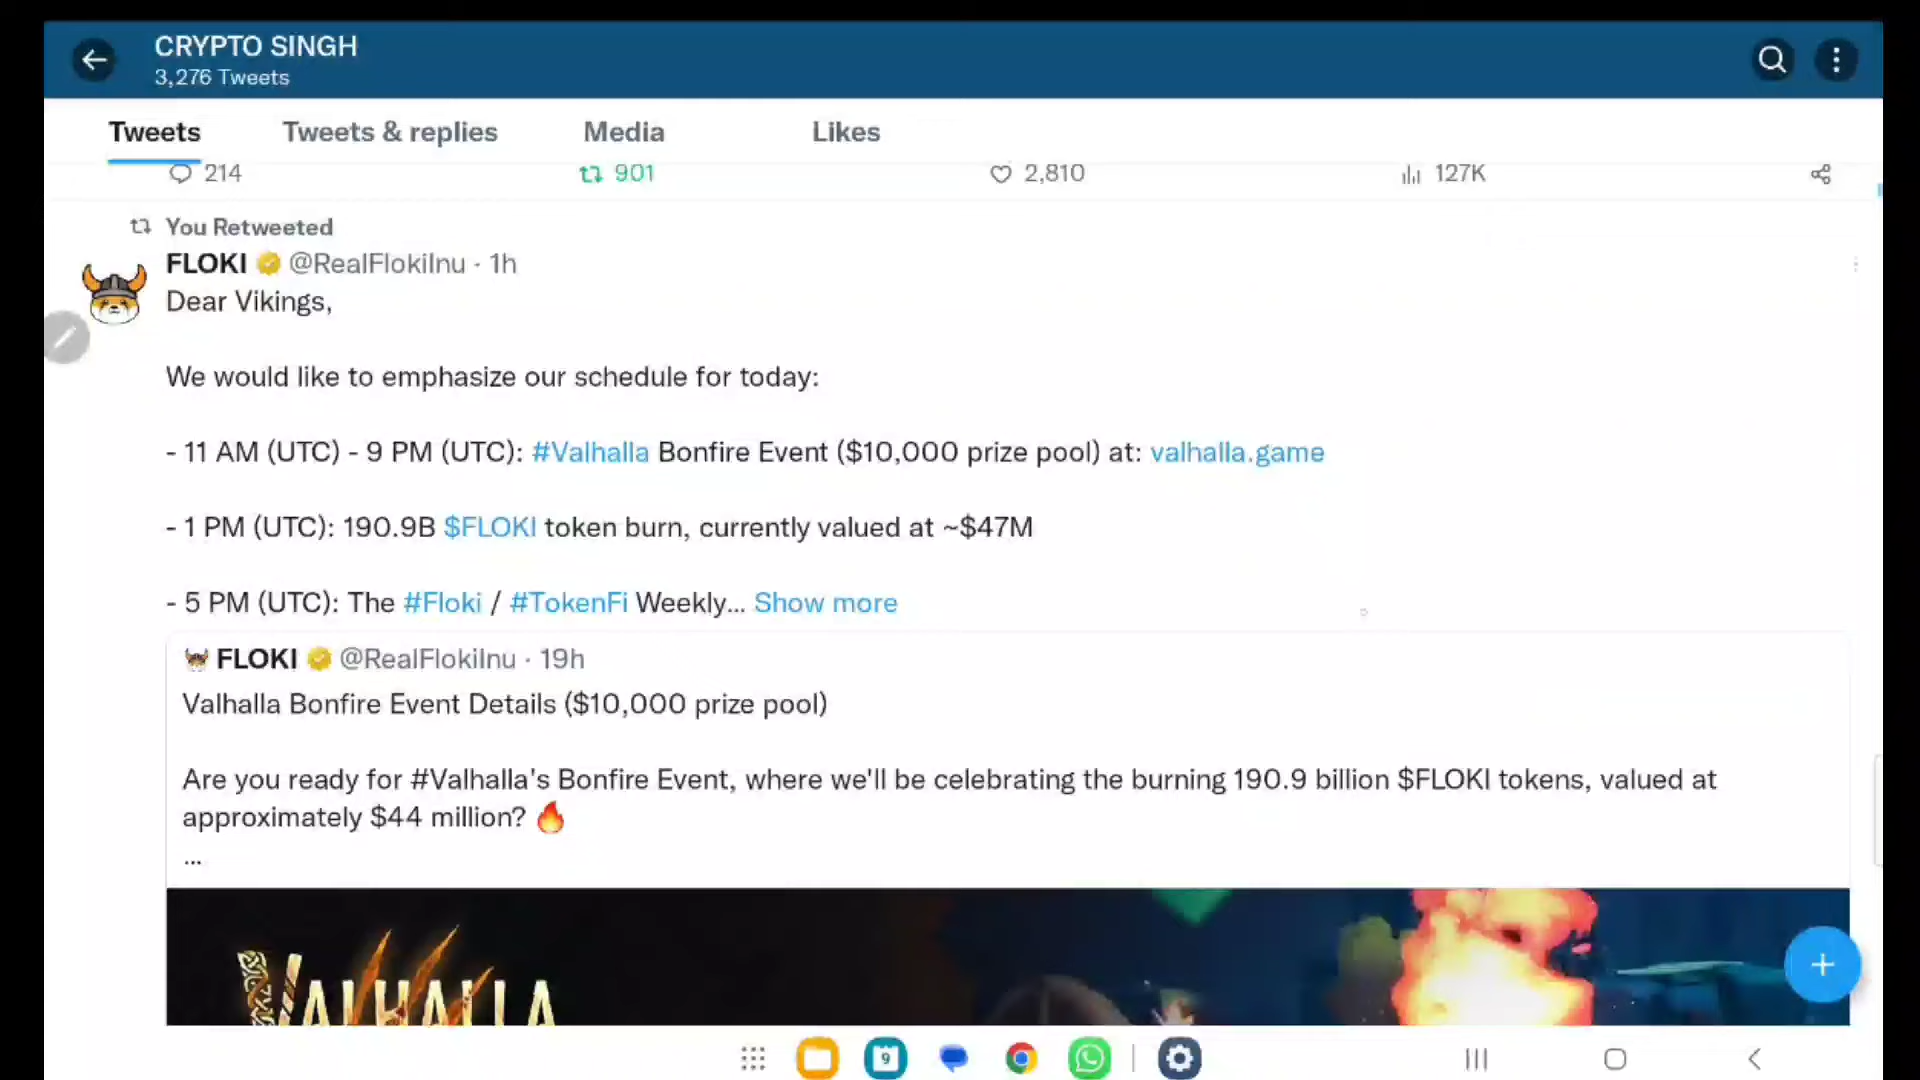 CRYPTO SINGH
3,276 Tweets
Tweets
Tweets & replies
Media
Likes
214
901
2,810
127K
You Retweeted
FLOKI @RealFlokiInu · 1h
Dear Vikings,
We would like to emphasize our schedule for today:
- 11 AM (UTC) - 9 PM (UTC): #Valhalla Bonfire Event ($10,000 prize pool) at: valhalla.game
- 1 PM (UTC): 190.9B $FLOKI token burn, currently valued at ~$47M
- 5 PM (UTC): The #Floki / #TokenFi Weekly... Show more
FLOKI @RealFlokiInu · 19h
Valhalla Bonfire Event Details ($10,000 prize pool)
Are you ready for #Valhalla's Bonfire Event, where we'll be celebrating the burning 190.9 billion $FLOKI tokens, valued at
approximately $44 million? 🔥
...
VALHALLA
9